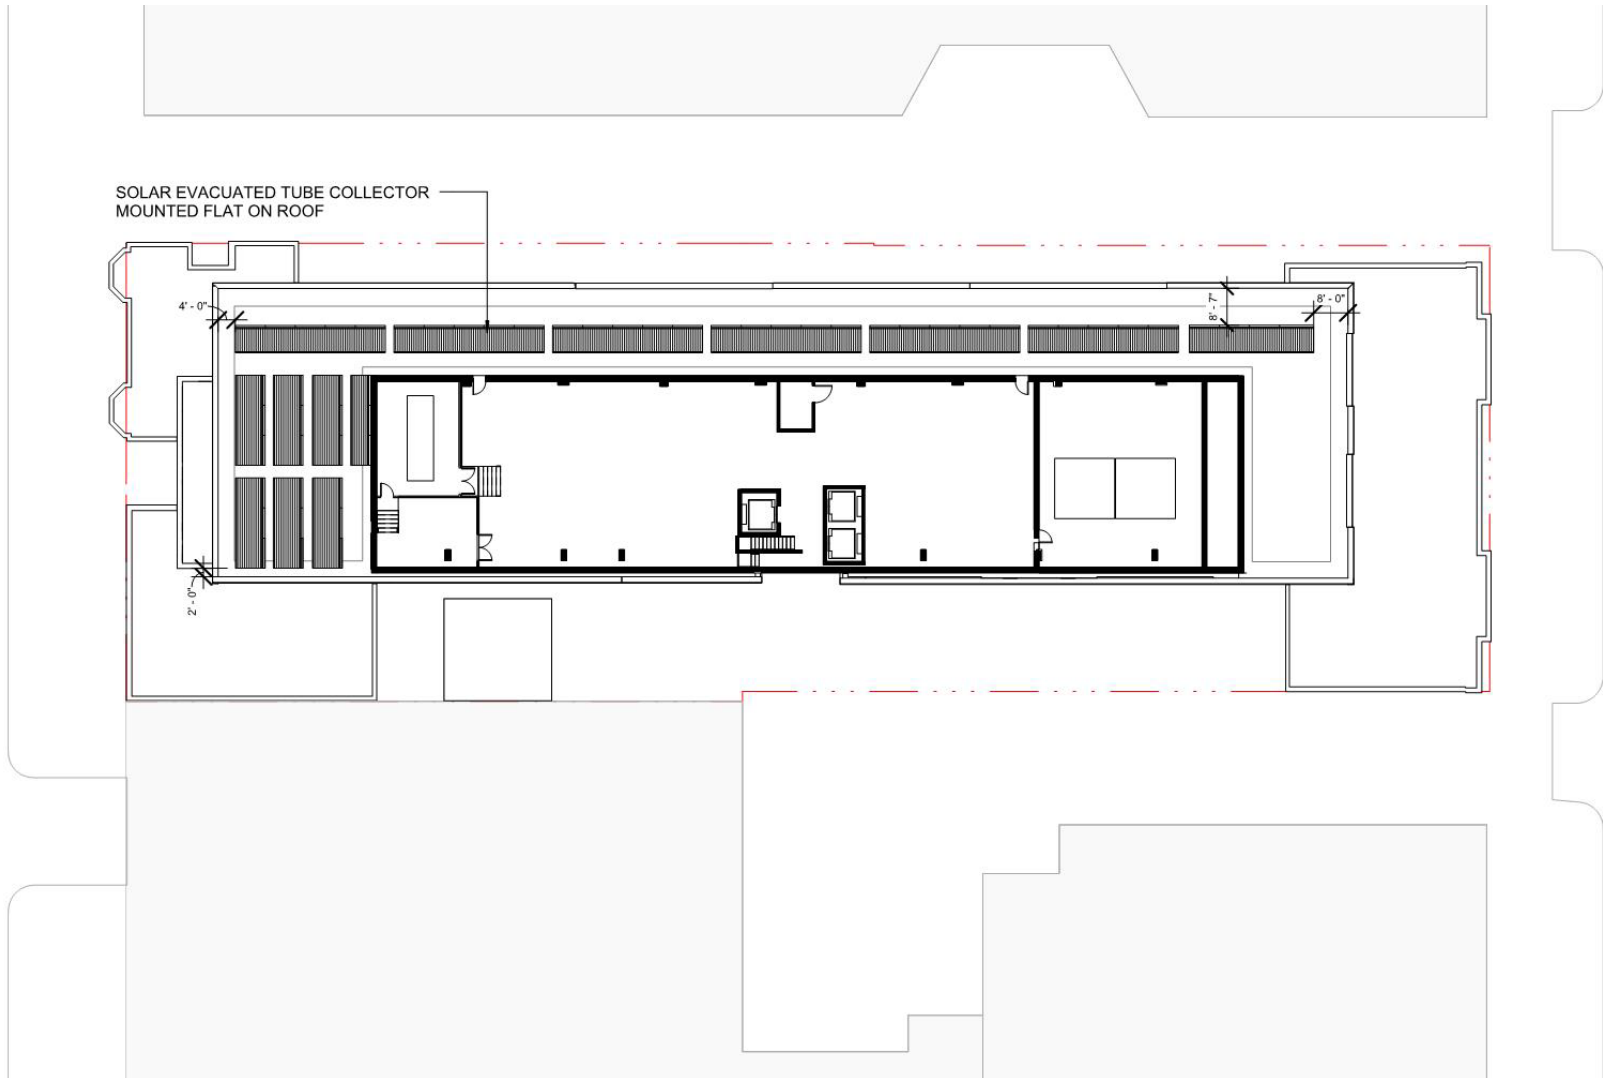 SOLAR EVACUATED TUBE COLLECTOR
MOUNTED FLAT ON ROOF
4' - 0"
8' - 7"
8' - 0"
2' - 0"